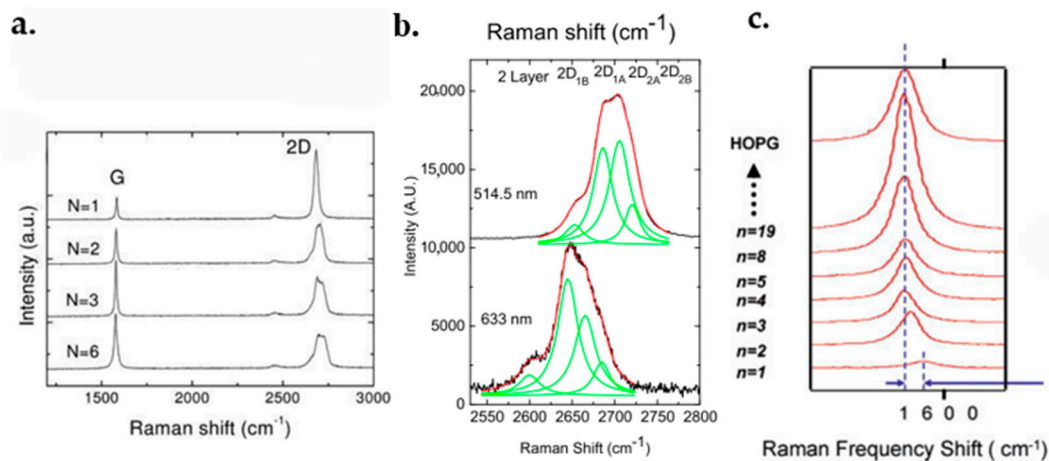 a.
G
2D
N=1
N=2
N=3
N=6
Intensity (a.u.)
1500
2000
2500
3000
Raman shift (cm-1)
b.
Raman shift (cm-1)
2 Layer 2D1B 2D1A 2D2A2D2B
20,000
15,000
514.5 nm
10,000
633 nm
5000
0.0
Intensity (A.U.)
2550 2600 2650 2700 2750 2800
Raman Shift (cm-1)
c.
HOPG
n=19
n=8
n=5
n=4
n=3
n=2
n=1
1 6 0 0
Raman Frequency Shift ( cm-1)